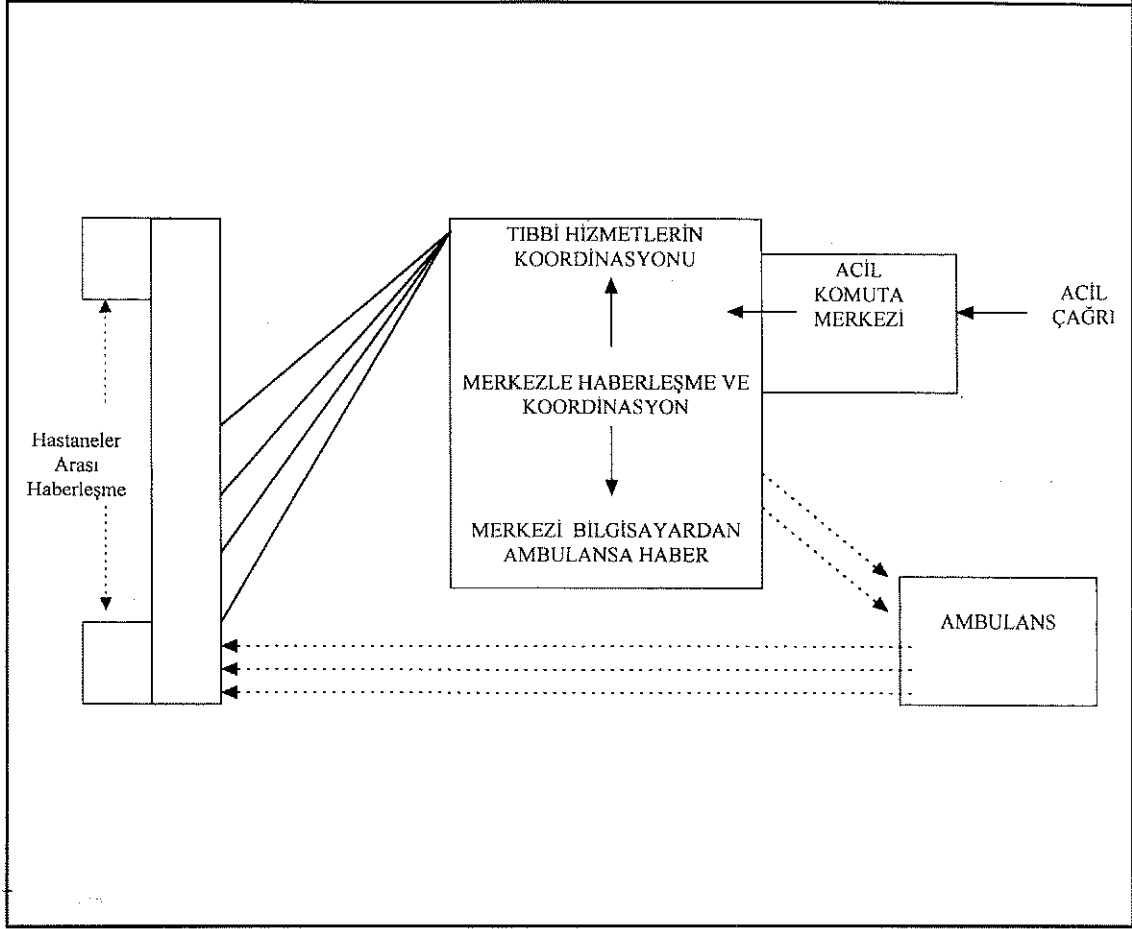 TIBBİ HİZMETLERİN
KOORDİNASYONU
ACİL
KOMUTA
MERKEZİ
ACİL
ÇAĞRI
MERKEZLE HABERLEŞME VE
KOORDİNASYON
Hastaneler
Arası
Haberleşme
MERKEZİ BİLGİSAYARDAN
AMBULANSA HABER
AMBULANS